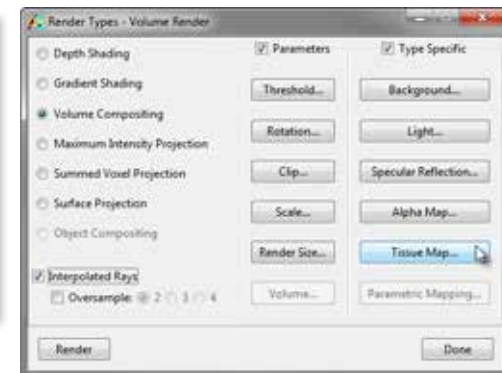 Render Types - Volume Render
Depth Shading
Gradient Shading
Volume Compositing
Maximum Intensity Projection
Summed Voxel Projection
Surface Projection
Object Compositing
Interpolated Rays
Oversample: 2 3 4
Parameters
Threshold...
Rotation...
Clip...
Scale...
Render Size...
Volume...
Type Specific
Background...
Light...
Specular Reflection...
Alpha Map...
Tissue Map...
Parametric Mapping...
Render
Done